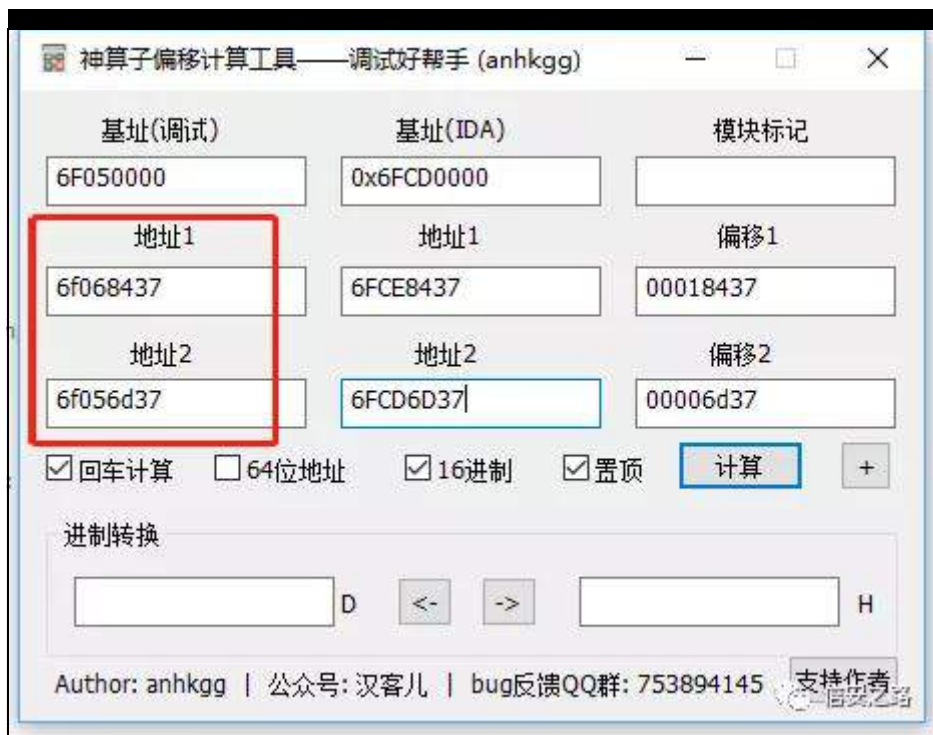 神算子偏移计算工具——调试好帮手 (anhkgg)
基址(调试) 基址(IDA) 模块标记
6F050000 0x6FCD0000
地址1 地址1 偏移1
6f068437 6FCE8437 00018437
地址2 地址2 偏移2
6f056d37 6FCD6D37 00006d37
回车计算 64位地址 16进制 置顶 计算 +
进制转换
D <- -> H
Author: anhkgg | 公众号: 汉客儿 | bug反馈QQ群: 753894145 支持作者
信安之路